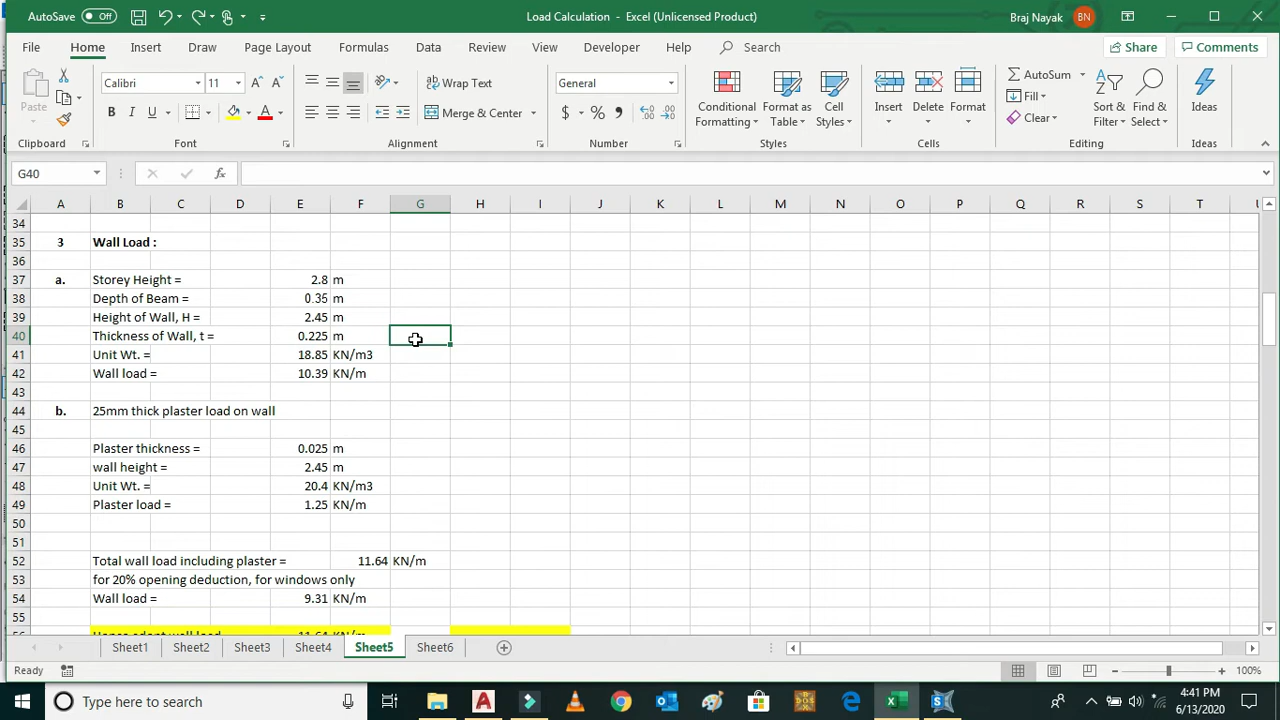 AutoSave Off
Load Calculation - Excel (Unlicensed Product)
Braj Nayak BN
File Home Insert Draw Page Layout Formulas Data Review View Developer Help Search Share Comments
Paste
Calibri 11
B I U
A
Wrap Text
Merge & Center
General
$ % ,
Conditional Formatting
Format as Table
Cell Styles
Insert
Delete
Format
AutoSum
Fill
Clear
Sort & Filter
Find & Select
Ideas
Clipboard Font Alignment Number Styles Cells Editing Ideas
G40
fx
A B C D E F G H I J K L M N O P Q R S T U
34
35 3 Wall Load :
36
37 a. Storey Height = 2.8 m
38 Depth of Beam = 0.35 m
39 Height of Wall, H = 2.45 m
40 Thickness of Wall, t = 0.225 m
41 Unit Wt. = 18.85 KN/m3
42 Wall load = 10.39 KN/m
43
44 b. 25mm thick plaster load on wall
45
46 Plaster thickness = 0.025 m
47 wall height = 2.45 m
48 Unit Wt. = 20.4 KN/m3
49 Plaster load = 1.25 KN/m
50
51
52 Total wall load including plaster = 11.64 KN/m
53 for 20% opening deduction, for windows only
54 Wall load = 9.31 KN/m
55
Sheet1 Sheet2 Sheet3 Sheet4 Sheet5 Sheet6
Ready
100%
Type here to search
4:41 PM
6/13/2020